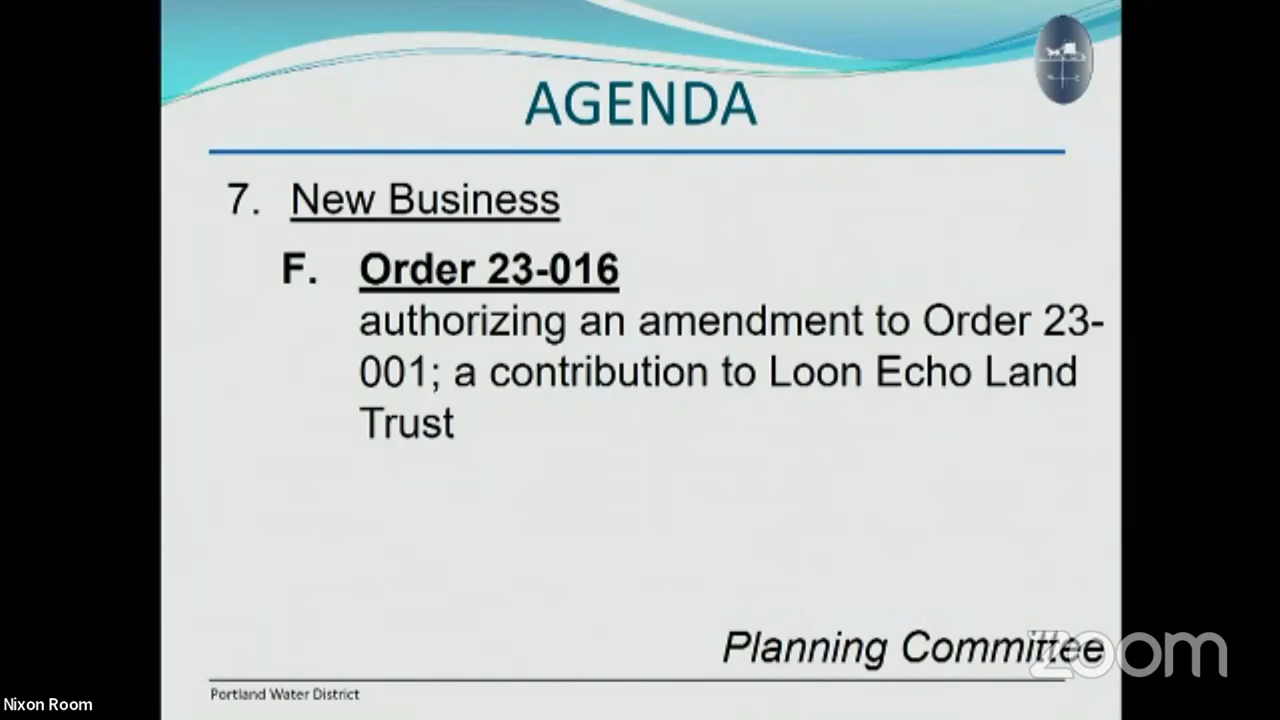 AGENDA
7. New Business
F. Order 23-016
authorizing an amendment to Order 23-
001; a contribution to Loon Echo Land
Trust
Planning Committee
zoom
Portland Water District
Nixon Room